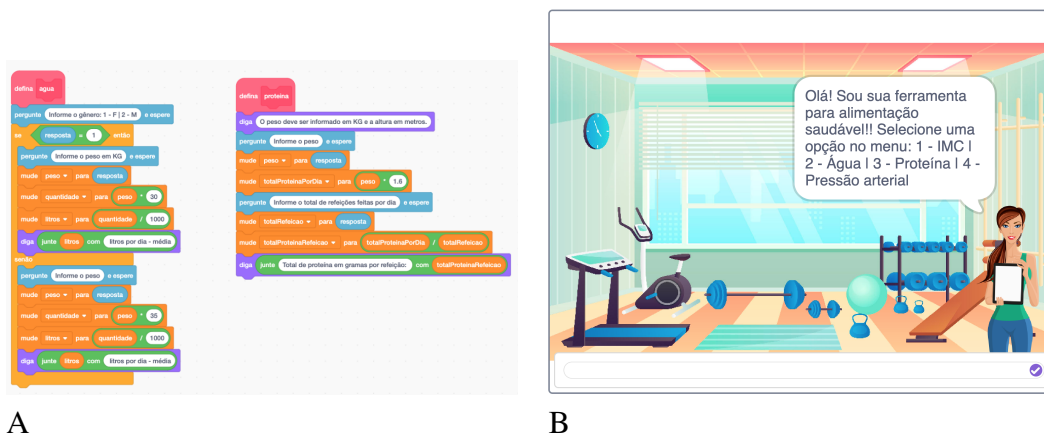 defina agua
pergunte Informe o gênero: 1 - F | 2 - M e espere
se resposta = 1 então
pergunte Informe o peso em KG e espere
mude peso para resposta
mude quantidade para peso * 30
mude litros para quantidade / 1000
diga junte litros com litros por dia - média
senão
pergunte Informe o peso e espere
mude peso para resposta
mude quantidade para peso * 35
mude litros para quantidade / 1000
diga junte litros com litros por dia - média
defina proteina
diga O peso deve ser informado em KG e a altura em metros.
pergunte Informe o peso e espere
mude peso para resposta
mude totalProteinaPorDia para peso * 1.6
pergunte Informe o total de refeições feitas por dia e espere
mude totalRefeicao para resposta
mude totalProteinaRefeicao para totalProteinaPorDia / totalRefeicao
diga junte Total de proteina em gramas por refeição: com totalProteinaRefeicao
A
Olá! Sou sua ferramenta
para alimentação
saudável!! Selecione uma
opção no menu: 1 - IMC |
2 - Água | 3 - Proteína | 4 -
Pressão arterial
B